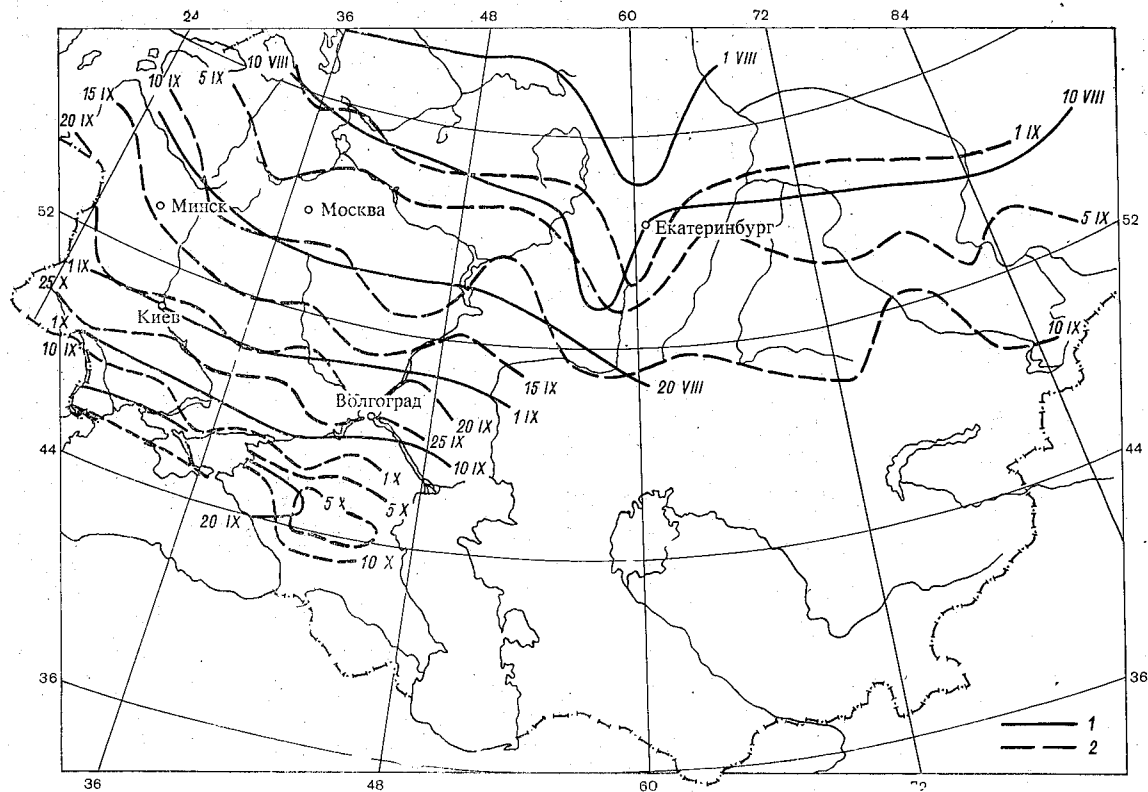 24 36 48 60 72 84
10 VIII
5 IX
10 IX
15 IX
20 IX
1 VIII
10 VIII
1 IX
Минск
Москва
52
Екатеринбург
5 IX
52
1 IX
25 X
Киев
1 X
10 IX
10 IX
15 IX
20 VIII
Волгоград
1 IX
20 IX
25 IX
10 IX
44
44
1 X
5 X
5 X
20 IX
10 X
36
36
1
2
36 48 60 72